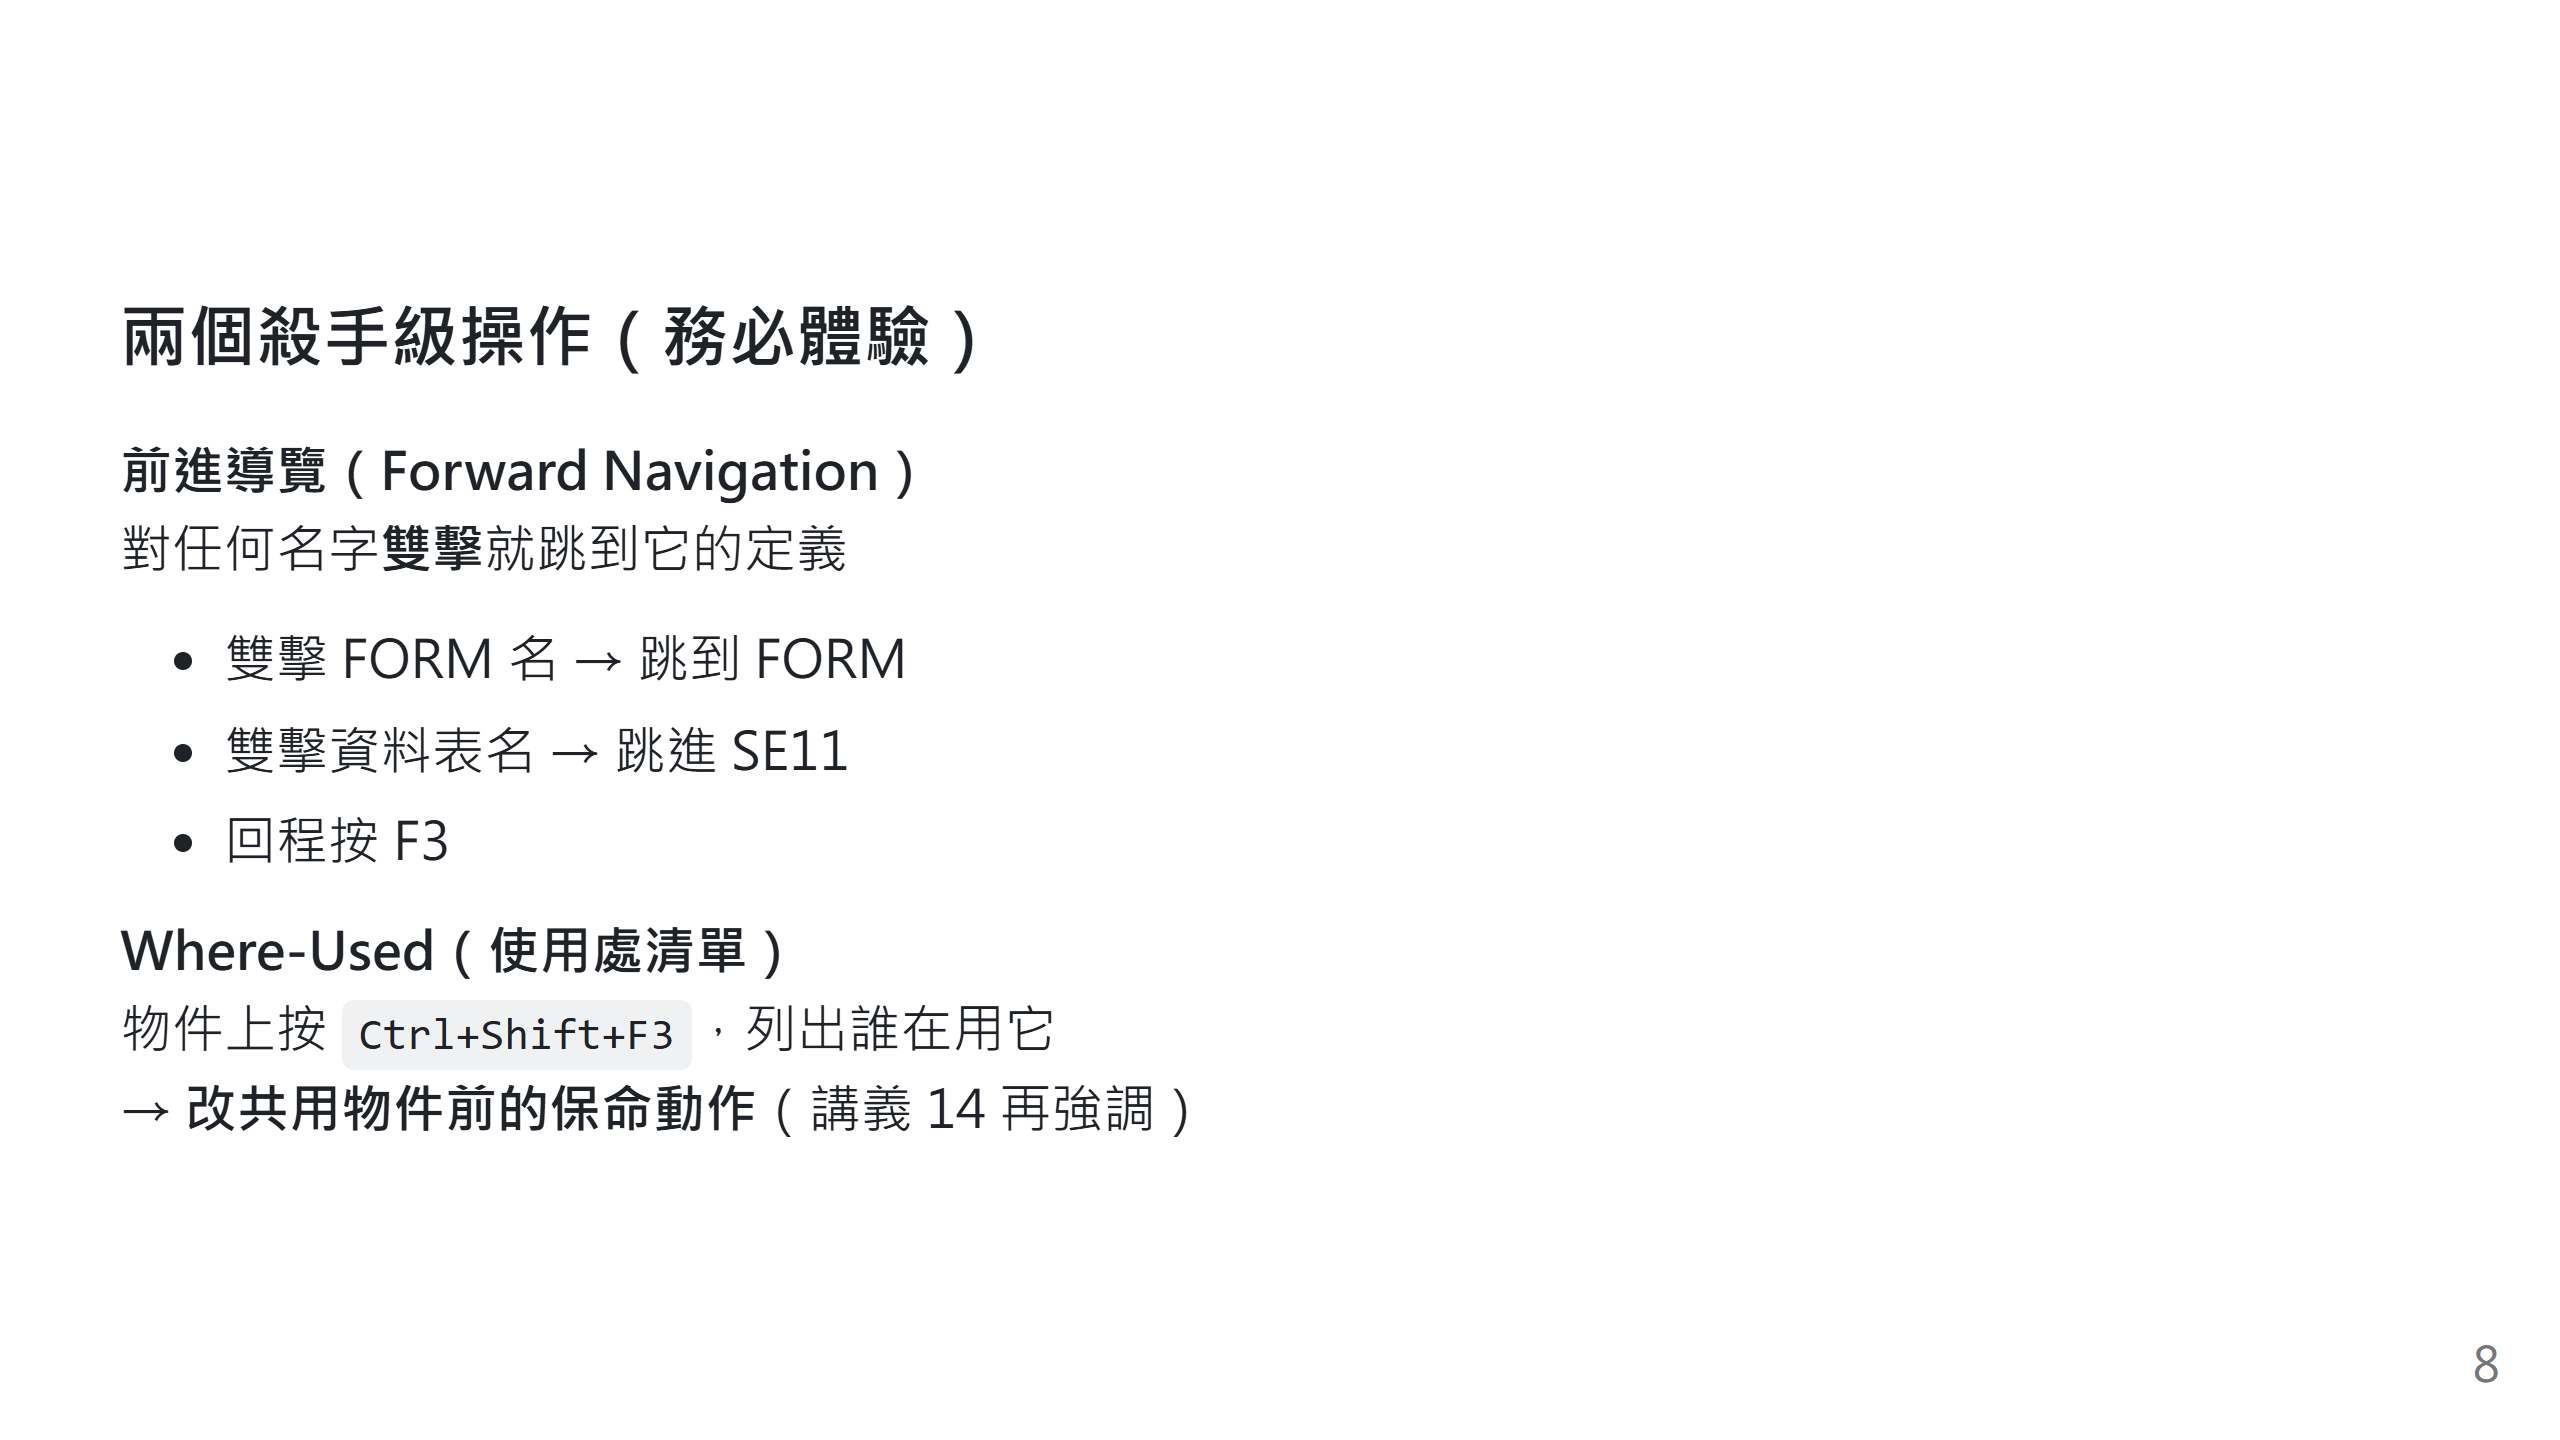 兩個殺手級操作（務必體驗）
前進導覽（Forward Navigation）
對任何名字雙擊就跳到它的定義
• 雙擊 FORM 名 → 跳到 FORM
• 雙擊資料表名 → 跳進 SE11
• 回程按 F3
Where-Used（使用處清單）
物件上按 Ctrl+Shift+F3，列出誰在用它
→ 改共用物件前的保命動作（講義 14 再強調）
8